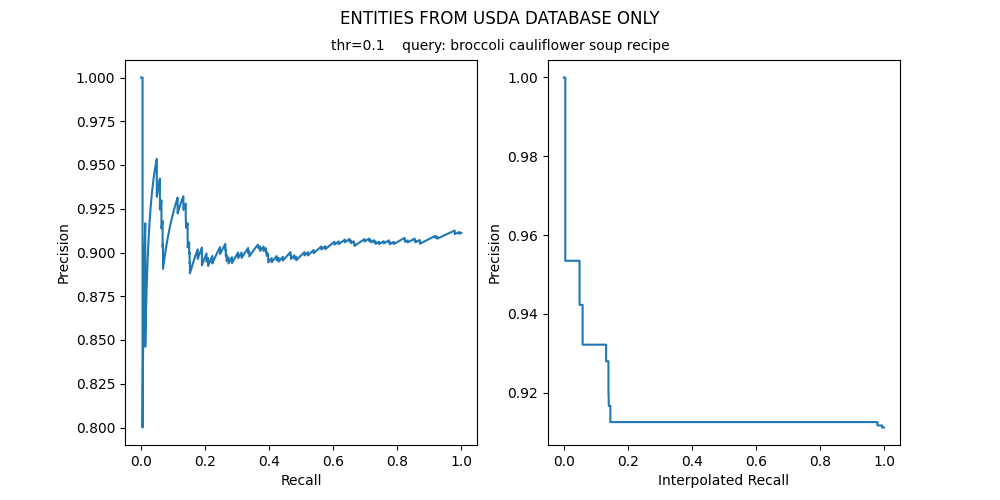 ENTITIES FROM USDA DATABASE ONLY
thr=0.1    query: broccoli cauliflower soup recipe
Precision
1.000
0.975
0.950
0.925
0.900
0.875
0.850
0.825
0.800
0.0 0.2 0.4 0.6 0.8 1.0
Recall
Precision
1.00
0.98
0.96
0.94
0.92
0.0 0.2 0.4 0.6 0.8 1.0
Interpolated Recall